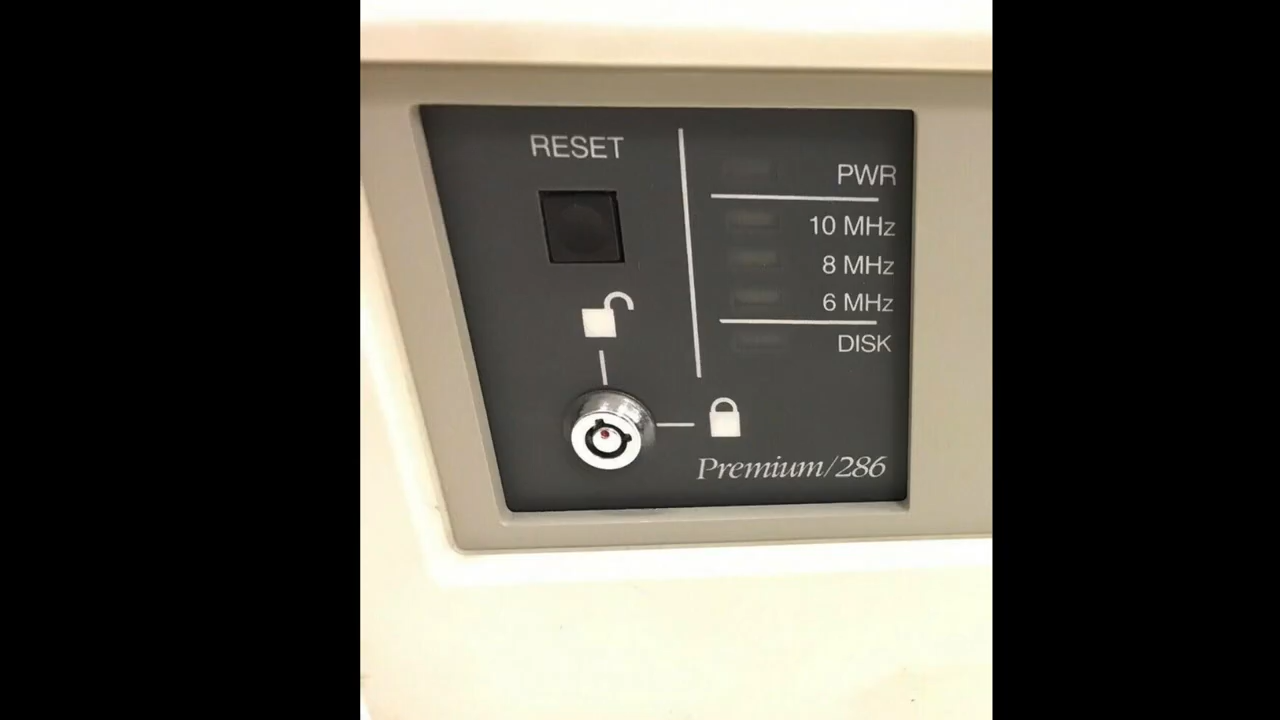 RESET
PWR
10 MHz
8 MHz
6 MHz
DISK
Premium/286